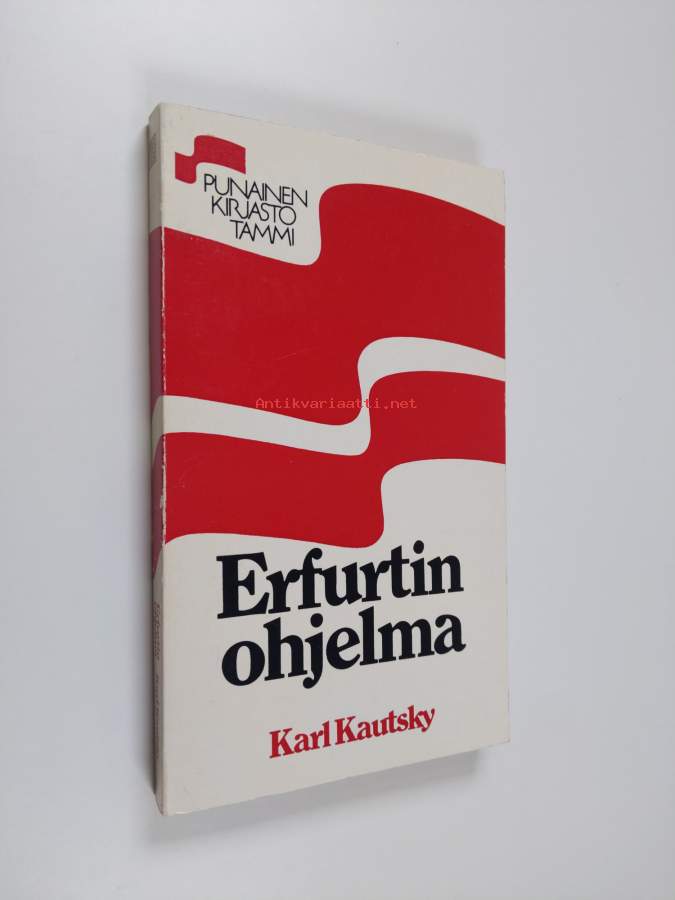 PUNAINEN
KIRJASTO
TAMMI
Antikvariaatti.net
Erfurtin
ohjelma
Karl Kautsky